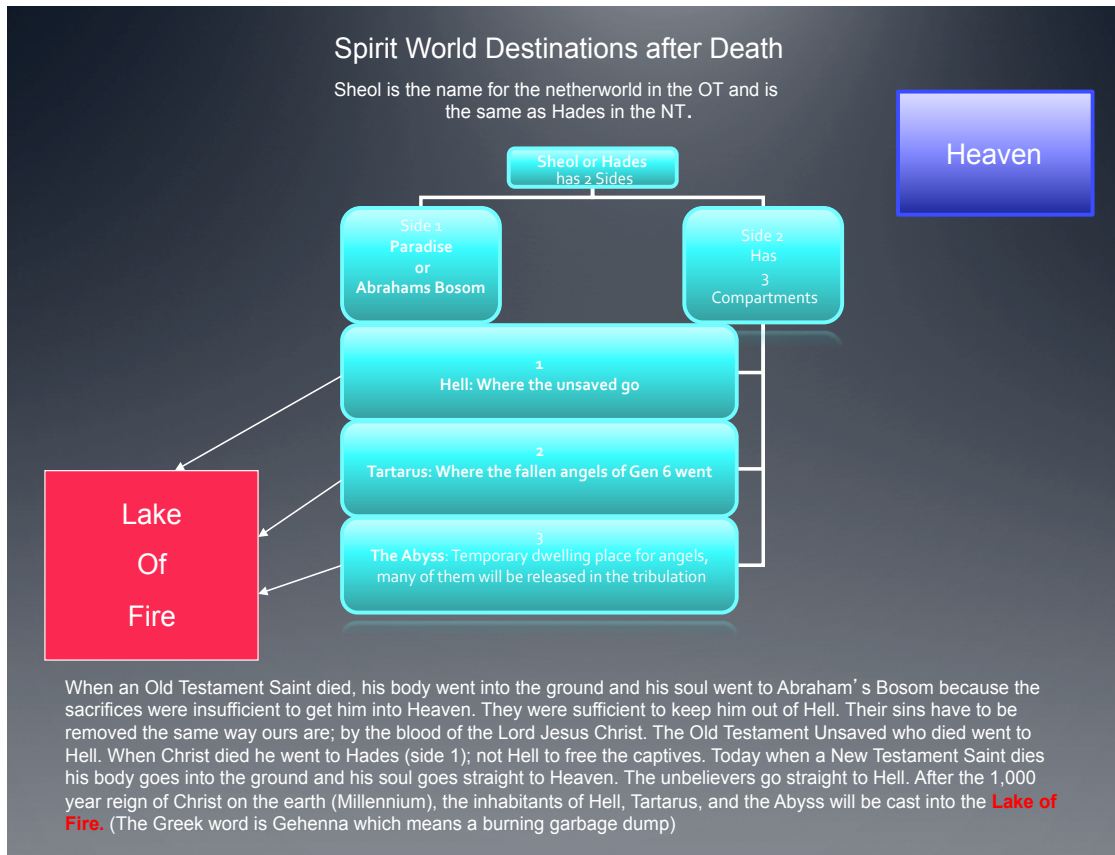 Spirit World Destinations after Death
Sheol is the name for the netherworld in the OT and is
the same as Hades in the NT.
Heaven
Sheol or Hades
has 2 Sides
Side 1
Paradise
or
Abrahams Bosom
Side 2
Has
3
Compartments
1
Hell: Where the unsaved go
2
Tartarus: Where the fallen angels of Gen 6 went
3
The Abyss: Temporary dwelling place for angels,
many of them will be released in the tribulation
Lake
Of
Fire
When an Old Testament Saint died, his body went into the ground and his soul went to Abraham’s Bosom because the
sacrifices were insufficient to get him into Heaven. They were sufficient to keep him out of Hell. Their sins have to be
removed the same way ours are; by the blood of the Lord Jesus Christ. The Old Testament Unsaved who died went to
Hell. When Christ died he went to Hades (side 1); not Hell to free the captives. Today when a New Testament Saint dies
his body goes into the ground and his soul goes straight to Heaven. The unbelievers go straight to Hell. After the 1,000
year reign of Christ on the earth (Millennium), the inhabitants of Hell, Tartarus, and the Abyss will be cast into the Lake of
Fire. (The Greek word is Gehenna which means a burning garbage dump)